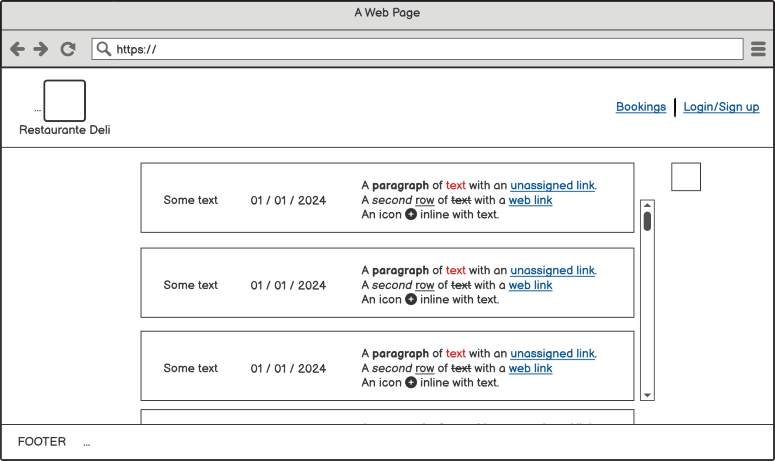 A Web Page
https://
...
Restaurante Deli
Bookings
Login/Sign up
Some text
01 / 01 / 2024
A paragraph of text with an unassigned link.
A second row of text with a web link
An icon inline with text.
Some text
01 / 01 / 2024
A paragraph of text with an unassigned link.
A second row of text with a web link
An icon inline with text.
Some text
01 / 01 / 2024
A paragraph of text with an unassigned link.
A second row of text with a web link
An icon inline with text.
FOOTER ...